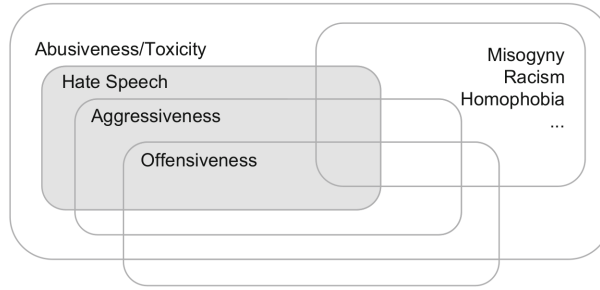 Abusiveness/Toxicity
Hate Speech
Aggressiveness
Offensiveness
Misogyny
Racism
Homophobia
...